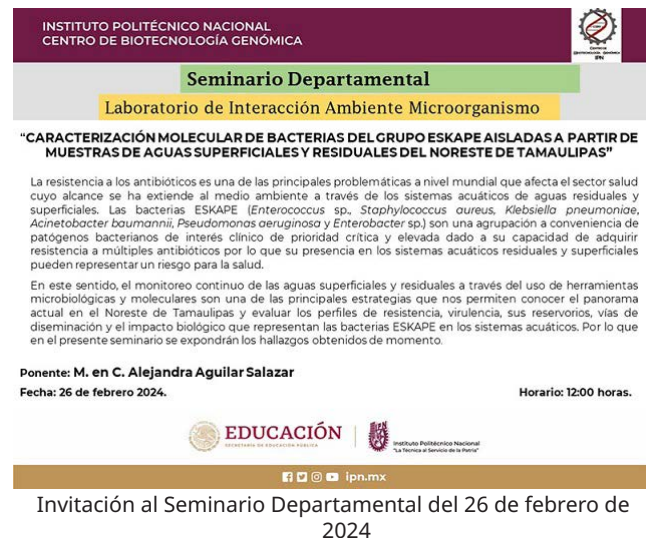 INSTITUTO POLITÉCNICO NACIONAL
CENTRO DE BIOTECNOLOGÍA GENÓMICA
IPN
Seminario Departamental
Laboratorio de Interacción Ambiente Microorganismo
“CARACTERIZACIÓN MOLECULAR DE BACTERIAS DEL GRUPO ESKAPE AISLADAS A PARTIR DE
MUESTRAS DE AGUAS SUPERFICIALES Y RESIDUALES DEL NORESTE DE TAMAULIPAS”
La resistencia a los antibióticos es una de las principales problemáticas a nivel mundial que afecta el sector salud
cuyo alcance se ha extiende al medio ambiente a través de los sistemas acuáticos de aguas residuales y
superficiales. Las bacterias ESKAPE (Enterococcus sp., Staphylococcus aureus, Klebsiella pneumoniae,
Acinetobacter baumannii, Pseudomonas aeruginosa y Enterobacter sp.) son una agrupación a conveniencia de
patógenos bacterianos de interés clínico de prioridad crítica y elevada dado a su capacidad de adquirir
resistencia a múltiples antibióticos por lo que su presencia en los sistemas acuáticos residuales y superficiales
pueden representar un riesgo para la salud.
En este sentido, el monitoreo continuo de las aguas superficiales y residuales a través del uso de herramientas
microbiológicas y moleculares son una de las principales estrategias que nos permiten conocer el panorama
actual en el Noreste de Tamaulipas y evaluar los perfiles de resistencia, virulencia, sus reservorios, vías de
diseminación y el impacto biológico que representan las bacterias ESKAPE en los sistemas acuáticos. Por lo que
en el presente seminario se expondrán los hallazgos obtenidos de momento.
Ponente: M. en C. Alejandra Aguilar Salazar
Fecha: 26 de febrero 2024.
Horario: 12:00 horas.
EDUCACIÓN
SECRETARÍA DE EDUCACIÓN PÚBLICA
Instituto Politécnico Nacional
"La Técnica al Servicio de la Patria"
ipn.mx
Invitación al Seminario Departamental del 26 de febrero de
2024